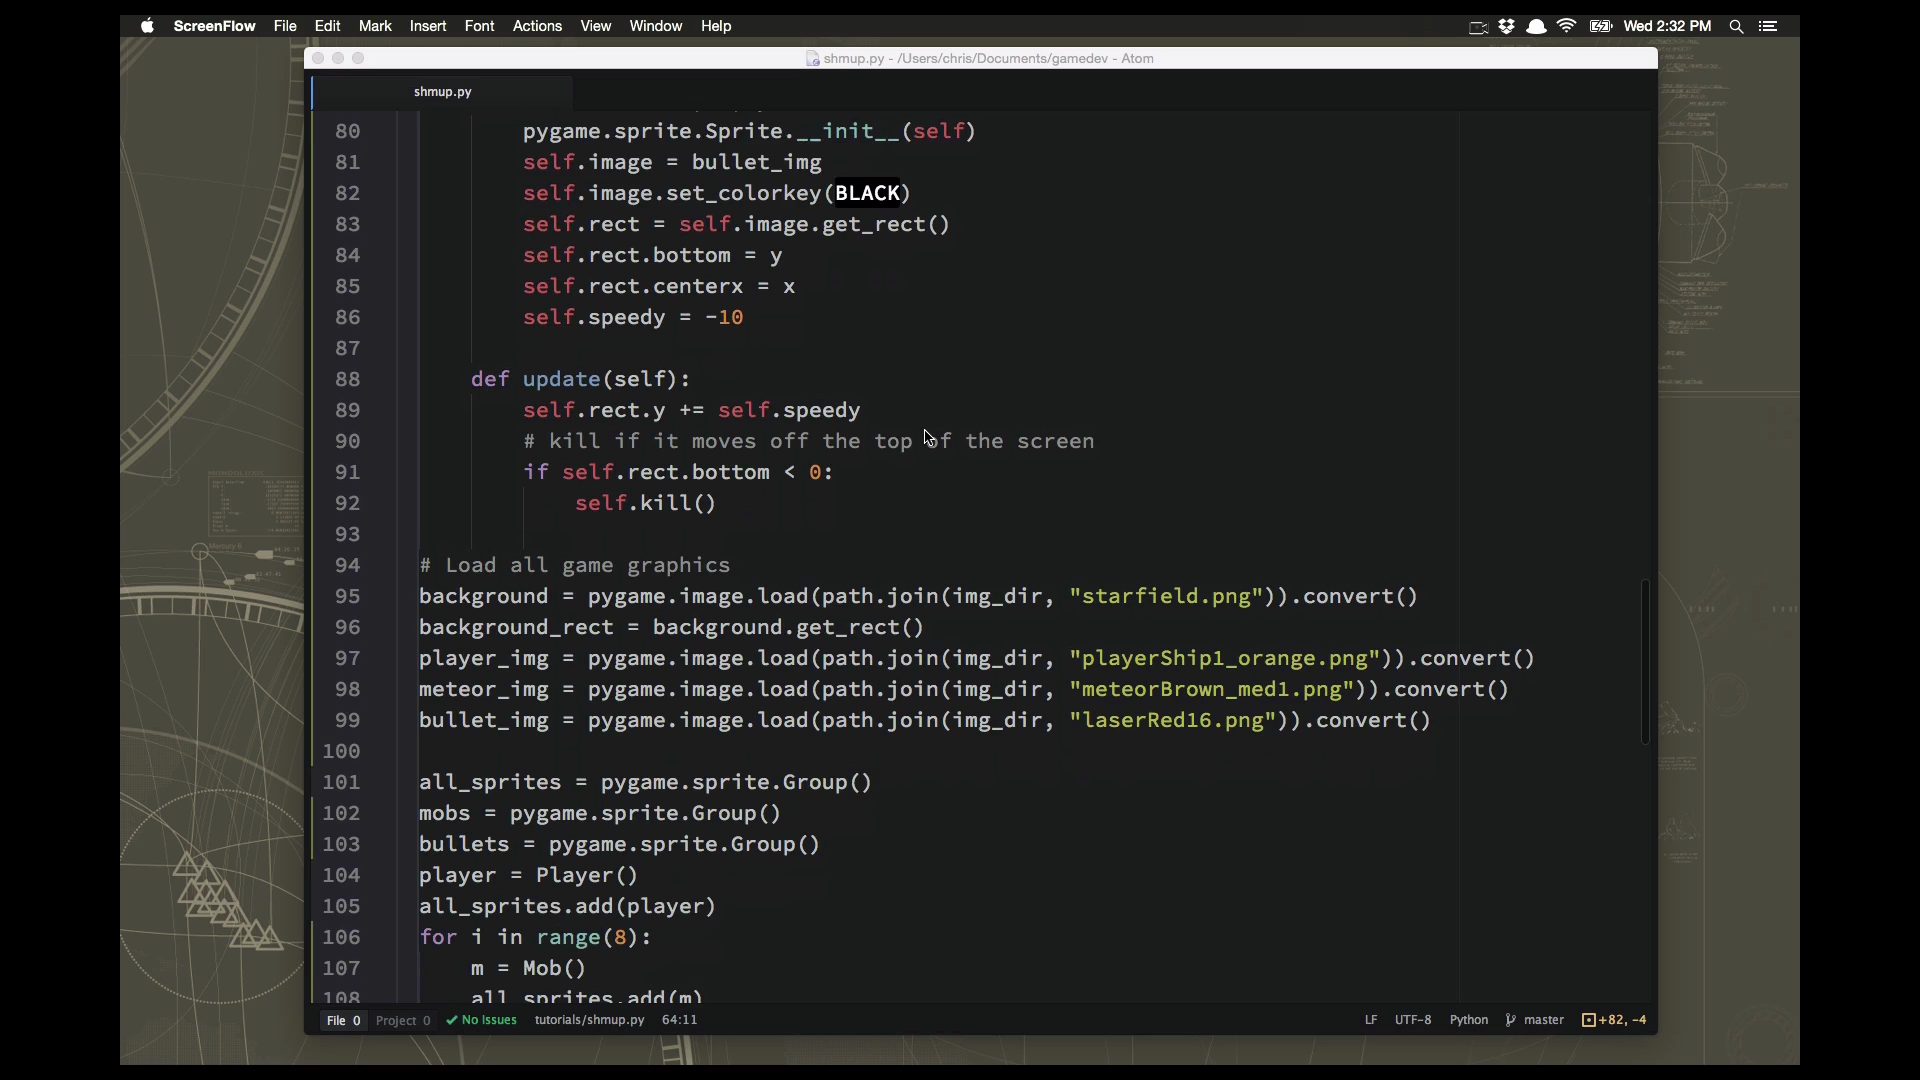 ScreenFlow File Edit Mark Insert Font Actions View Window Help Wed 2:32 PM
shmup.py - /Users/chris/Documents/gamedev - Atom
shmup.py
80 pygame.sprite.Sprite.__init__(self)
81 self.image = bullet_img
82 self.image.set_colorkey(BLACK)
83 self.rect = self.image.get_rect()
84 self.rect.bottom = y
85 self.rect.centerx = x
86 self.speedy = -10
87
88 def update(self):
89 self.rect.y += self.speedy
90 # kill if it moves off the top of the screen
91 if self.rect.bottom < 0:
92 self.kill()
93
94 # Load all game graphics
95 background = pygame.image.load(path.join(img_dir, "starfield.png")).convert()
96 background_rect = background.get_rect()
97 player_img = pygame.image.load(path.join(img_dir, "playerShip1_orange.png")).convert()
98 meteor_img = pygame.image.load(path.join(img_dir, "meteorBrown_med1.png")).convert()
99 bullet_img = pygame.image.load(path.join(img_dir, "laserRed16.png")).convert()
100
101 all_sprites = pygame.sprite.Group()
102 mobs = pygame.sprite.Group()
103 bullets = pygame.sprite.Group()
104 player = Player()
105 all_sprites.add(player)
106 for i in range(8):
107 m = Mob()
108 all_sprites.add(m)
File 0 Project 0 No Issues tutorials/shmup.py 64:11 LF UTF-8 Python master +82, -4